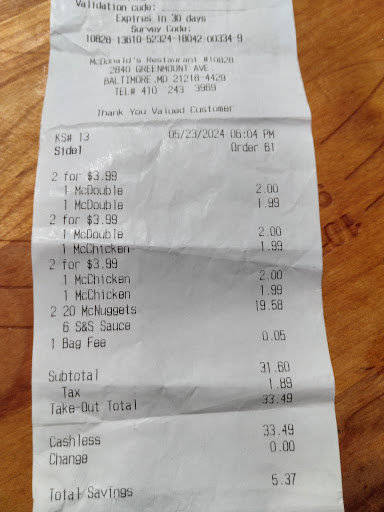 Validation code:
Expires in 30 days
Survey Code:
10828-13610-52324-18042-00334-9
McDonald's Restaurant #10828
2840 GREENMOUNT AVE
BALTIMORE,MD 21218-4429
TEL# 410 243 3969
Thank You Valued Customer
KS# 13 05/23/2024 06:04 PM
Side1 Order 61
2 for $3.99
1 McDouble 2.00
1 McDouble 1.99
2 for $3.99
1 McDouble 2.00
1 McChicken 1.99
2 for $3.99
1 McChicken 2.00
1 McChicken 1.99
2 20 McNuggets 19.58
6 S&S Sauce
1 Bag Fee 0.05
Subtotal 31.60
Tax 1.89
Take-Out Total 33.49
Cashless 33.49
Change 0.00
Total Savings 5.37